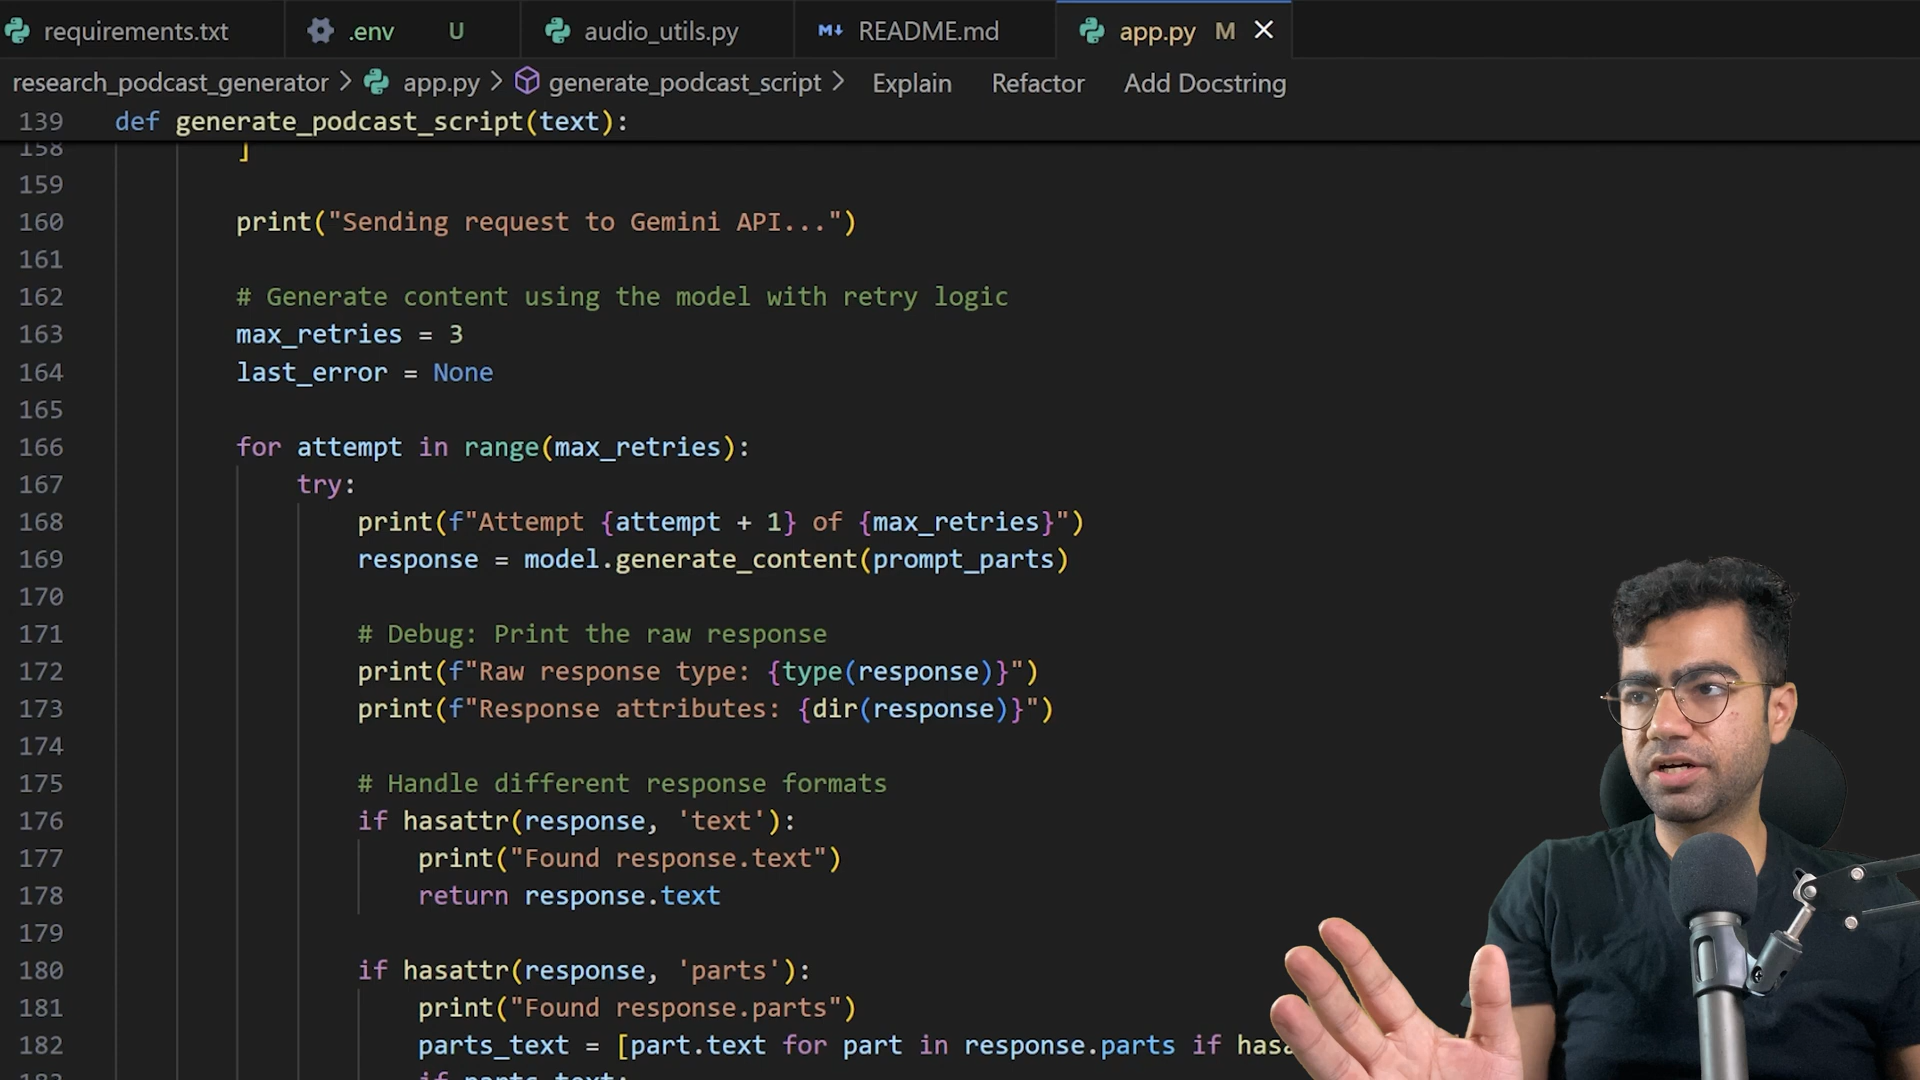 requirements.txt
.env U
audio_utils.py
README.md
app.py M
research_podcast_generator > app.py > generate_podcast_script > Explain Refactor Add Docstring
139 def generate_podcast_script(text):
158 ]
159
160 print("Sending request to Gemini API...")
161
162 # Generate content using the model with retry logic
163 max_retries = 3
164 last_error = None
165
166 for attempt in range(max_retries):
167 try:
168 print(f"Attempt {attempt + 1} of {max_retries}")
169 response = model.generate_content(prompt_parts)
170
171 # Debug: Print the raw response
172 print(f"Raw response type: {type(response)}")
173 print(f"Response attributes: {dir(response)}")
174
175 # Handle different response formats
176 if hasattr(response, 'text'):
177 print("Found response.text")
178 return response.text
179
180 if hasattr(response, 'parts'):
181 print("Found response.parts")
182 parts_text = [part.text for part in response.parts if hasa
if parts_text: